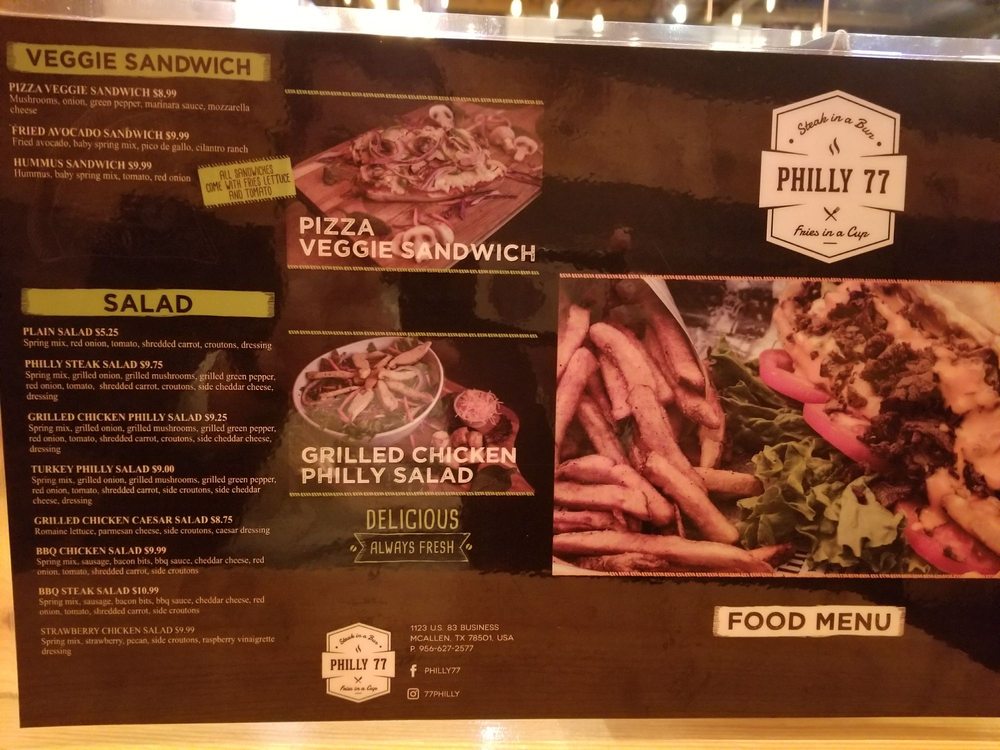 VEGGIE SANDWICH
PIZZA VEGGIE SANDWICH $8.99
Mushrooms, onion, green pepper, marinara sauce, mozzarella
cheese
FRIED AVOCADO SANDWICH $9.99
Fried avocado, baby spring mix, pico de gallo, cilantro ranch
HUMMUS SANDWICH $9.99
Hummus, baby spring mix, tomato, red onion
ALL SANDWICHES
COME WITH FRIES LETTUCE
AND TOMATO
SALAD
PLAIN SALAD $5.25
Spring mix, red onion, tomato, shredded carrot, croutons, dressing
PHILLY STEAK SALAD $9.75
Spring mix, grilled onion, grilled mushrooms, grilled green pepper,
red onion, tomato, shredded carrot, croutons, side cheddar cheese,
dressing
GRILLED CHICKEN PHILLY SALAD $9.25
Spring mix, grilled onion, grilled mushrooms, grilled green pepper,
red onion, tomato, shredded carrot, croutons, side cheddar cheese,
dressing
TURKEY PHILLY SALAD $9.00
Spring mix, grilled onion, grilled mushrooms, grilled green pepper,
red onion, tomato, shredded carrot, side croutons, side cheddar
cheese, dressing
GRILLED CHICKEN CAESAR SALAD $8.75
Romaine lettuce, parmesan cheese, side croutons, caesar dressing
BBQ CHICKEN SALAD $9.99
Spring mix, sausage, bacon bits, bbq sauce, cheddar cheese, red
onion, tomato, shredded carrot, side croutons
BBQ STEAK SALAD $10.99
Spring mix, sausage, bacon bits, bbq sauce, cheddar cheese, red
onion, tomato, shredded carrot, side croutons
STRAWBERRY CHICKEN SALAD $9.99
Spring mix, strawberry, pecan, side croutons, raspberry vinaigrette
dressing
PIZZA
VEGGIE SANDWICH
GRILLED CHICKEN
PHILLY SALAD
DELICIOUS
ALWAYS FRESH
Steak in a Bun
PHILLY 77
Fries in a Cup
1123 U.S. 83 BUSINESS
MCALLEN, TX 78501, USA
P. 956-627-2577
PHILLY77
77PHILLY
Steak in a Bun
PHILLY 77
Fries in a Cup
FOOD MENU